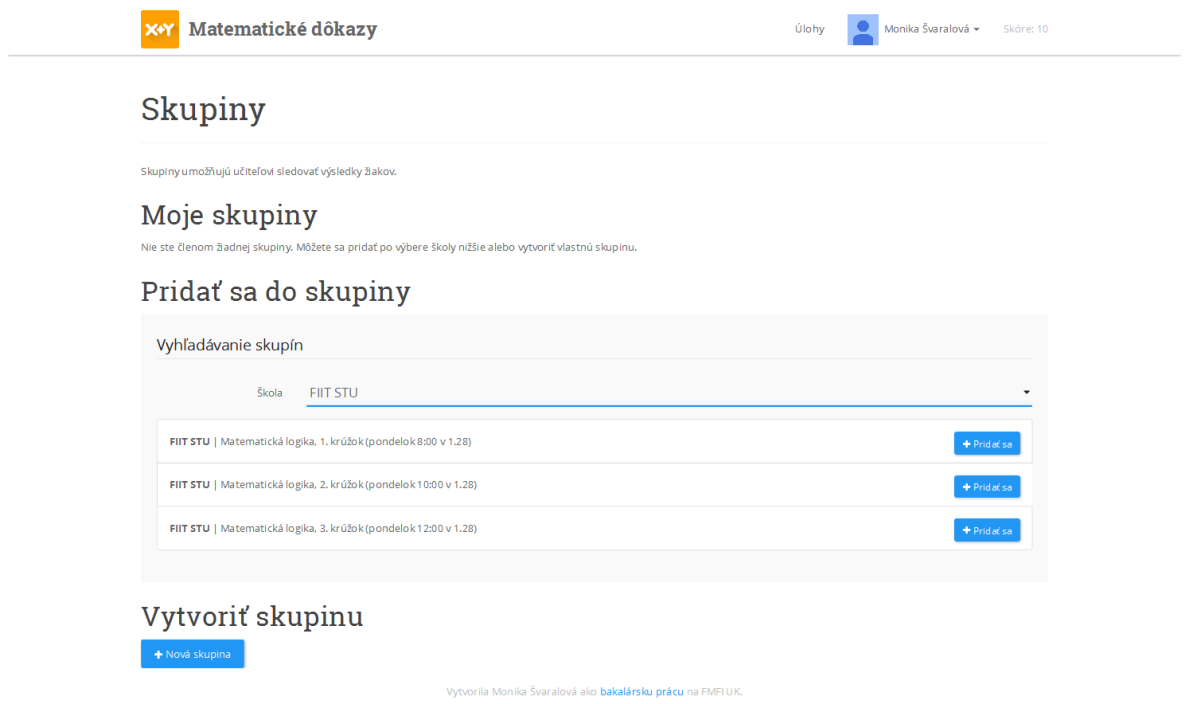 X+Y Matematické dôkazy Úlohy Monika Švaralová Skóre: 10
Skupiny
Skupiny umožňujú učiteľovi sledovať výsledky žiakov.
Moje skupiny
Nie ste členom žiadnej skupiny. Môžete sa pridať po výbere školy nižšie alebo vytvoriť vlastnú skupinu.
Pridať sa do skupiny
Vyhľadávanie skupín
Škola FIIT STU
FIIT STU | Matematická logika, 1. krúžok (pondelok 8:00 v 1.28) + Pridať sa
FIIT STU | Matematická logika, 2. krúžok (pondelok 10:00 v 1.28) + Pridať sa
FIIT STU | Matematická logika, 3. krúžok (pondelok 12:00 v 1.28) + Pridať sa
Vytvoriť skupinu
+ Nová skupina
Vytvorila Monika Švaralová ako bakalársku prácu na FMFI UK.